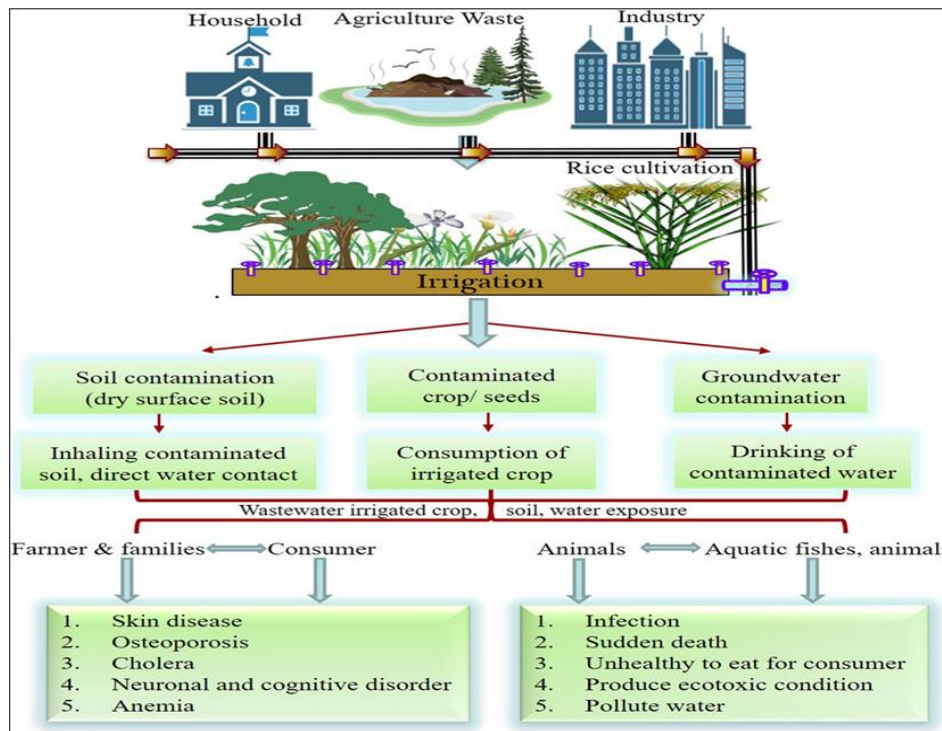 Household
Agriculture Waste
Industry
Rice cultivation
Irrigation
Soil contamination
(dry surface soil)
Contaminated
crop/ seeds
Groundwater
contamination
Inhaling contaminated
soil, direct water contact
Consumption of
irrigated crop
Drinking of
contaminated water
Wastewater irrigated crop, soil, water exposure
Farmer & families
Consumer
Animals
Aquatic fishes, animals
1. Skin disease
2. Osteoporosis
3. Cholera
4. Neuronal and cognitive disorder
5. Anemia
1. Infection
2. Sudden death
3. Unhealthy to eat for consumer
4. Produce ecotoxic condition
5. Pollute water